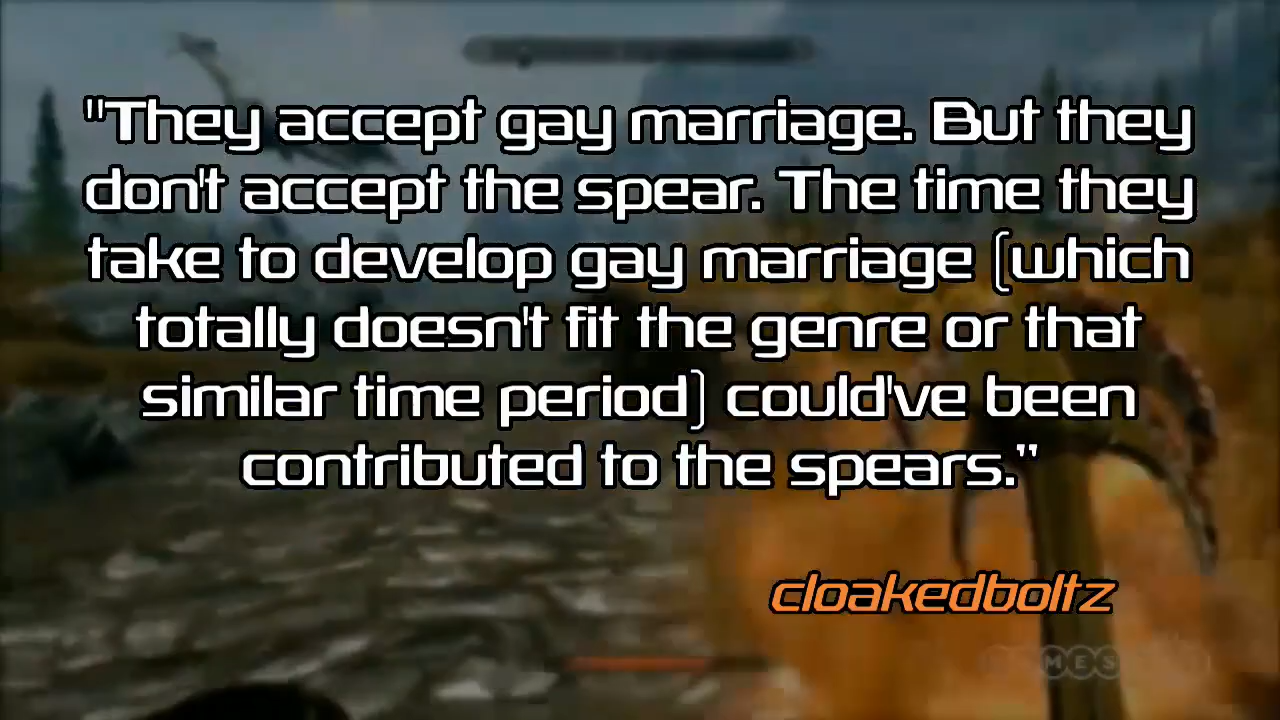 "They accept gay marriage. But they
don't accept the spear. The time they
take to develop gay marriage (which
totally doesn't fit the genre or that
similar time period) could've been
contributed to the spears."
cloakedboltz